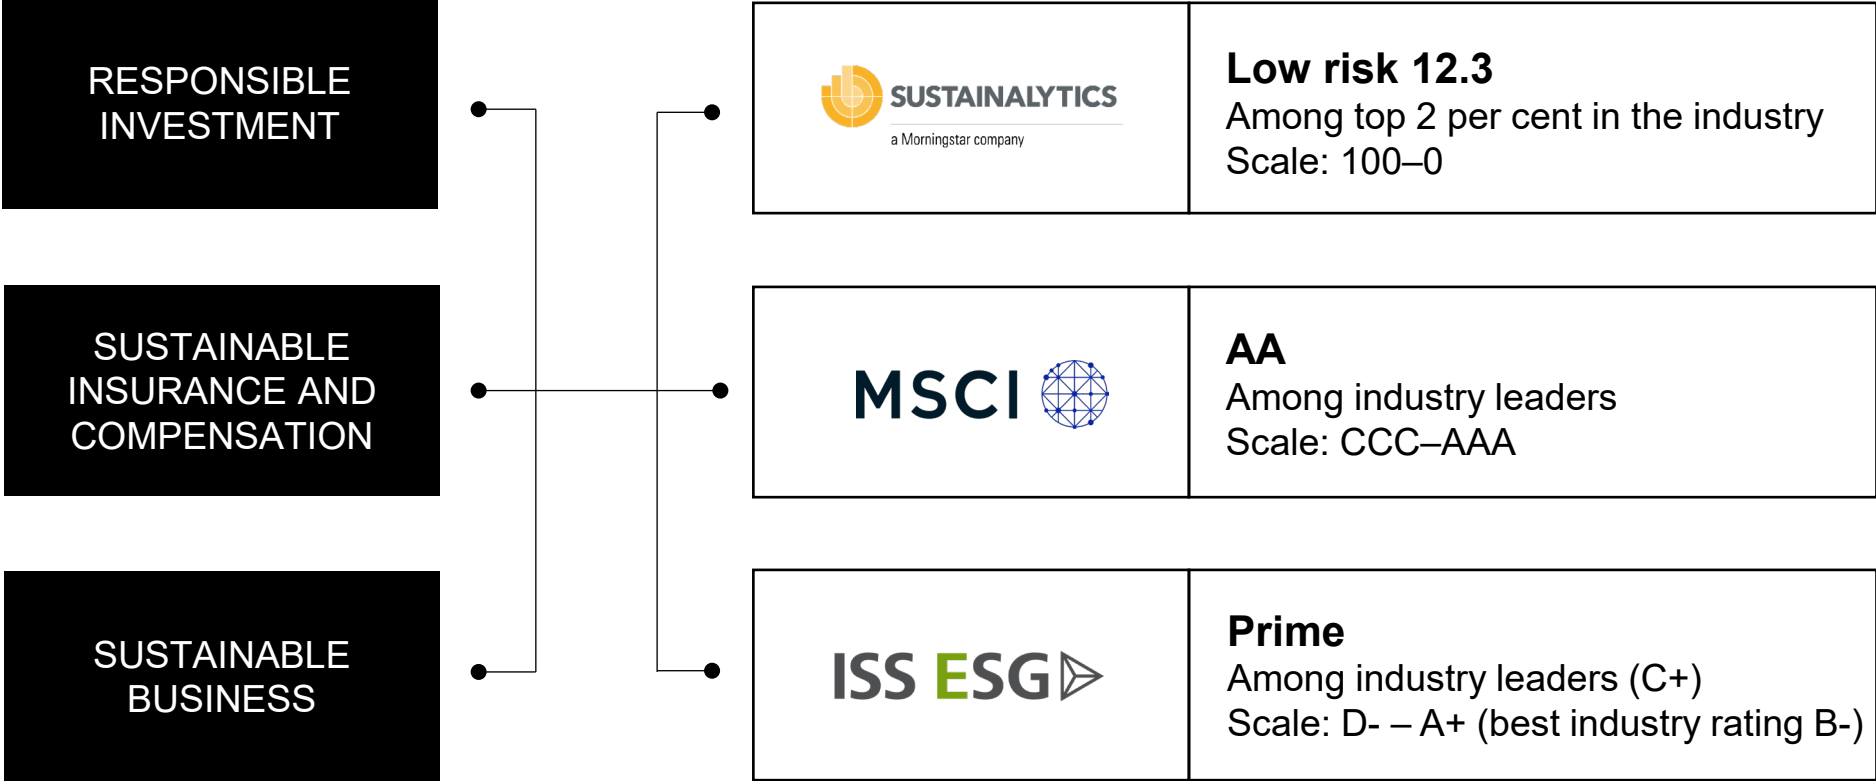 RESPONSIBLE
INVESTMENT
SUSTAINALYTICS
a Morningstar company
Low risk 12.3
Among top 2 per cent in the industry
Scale: 100–0
SUSTAINABLE
INSURANCE AND
COMPENSATION
MSCI
AA
Among industry leaders
Scale: CCC–AAA
SUSTAINABLE
BUSINESS
ISS ESG
Prime
Among industry leaders (C+)
Scale: D- – A+ (best industry rating B-)